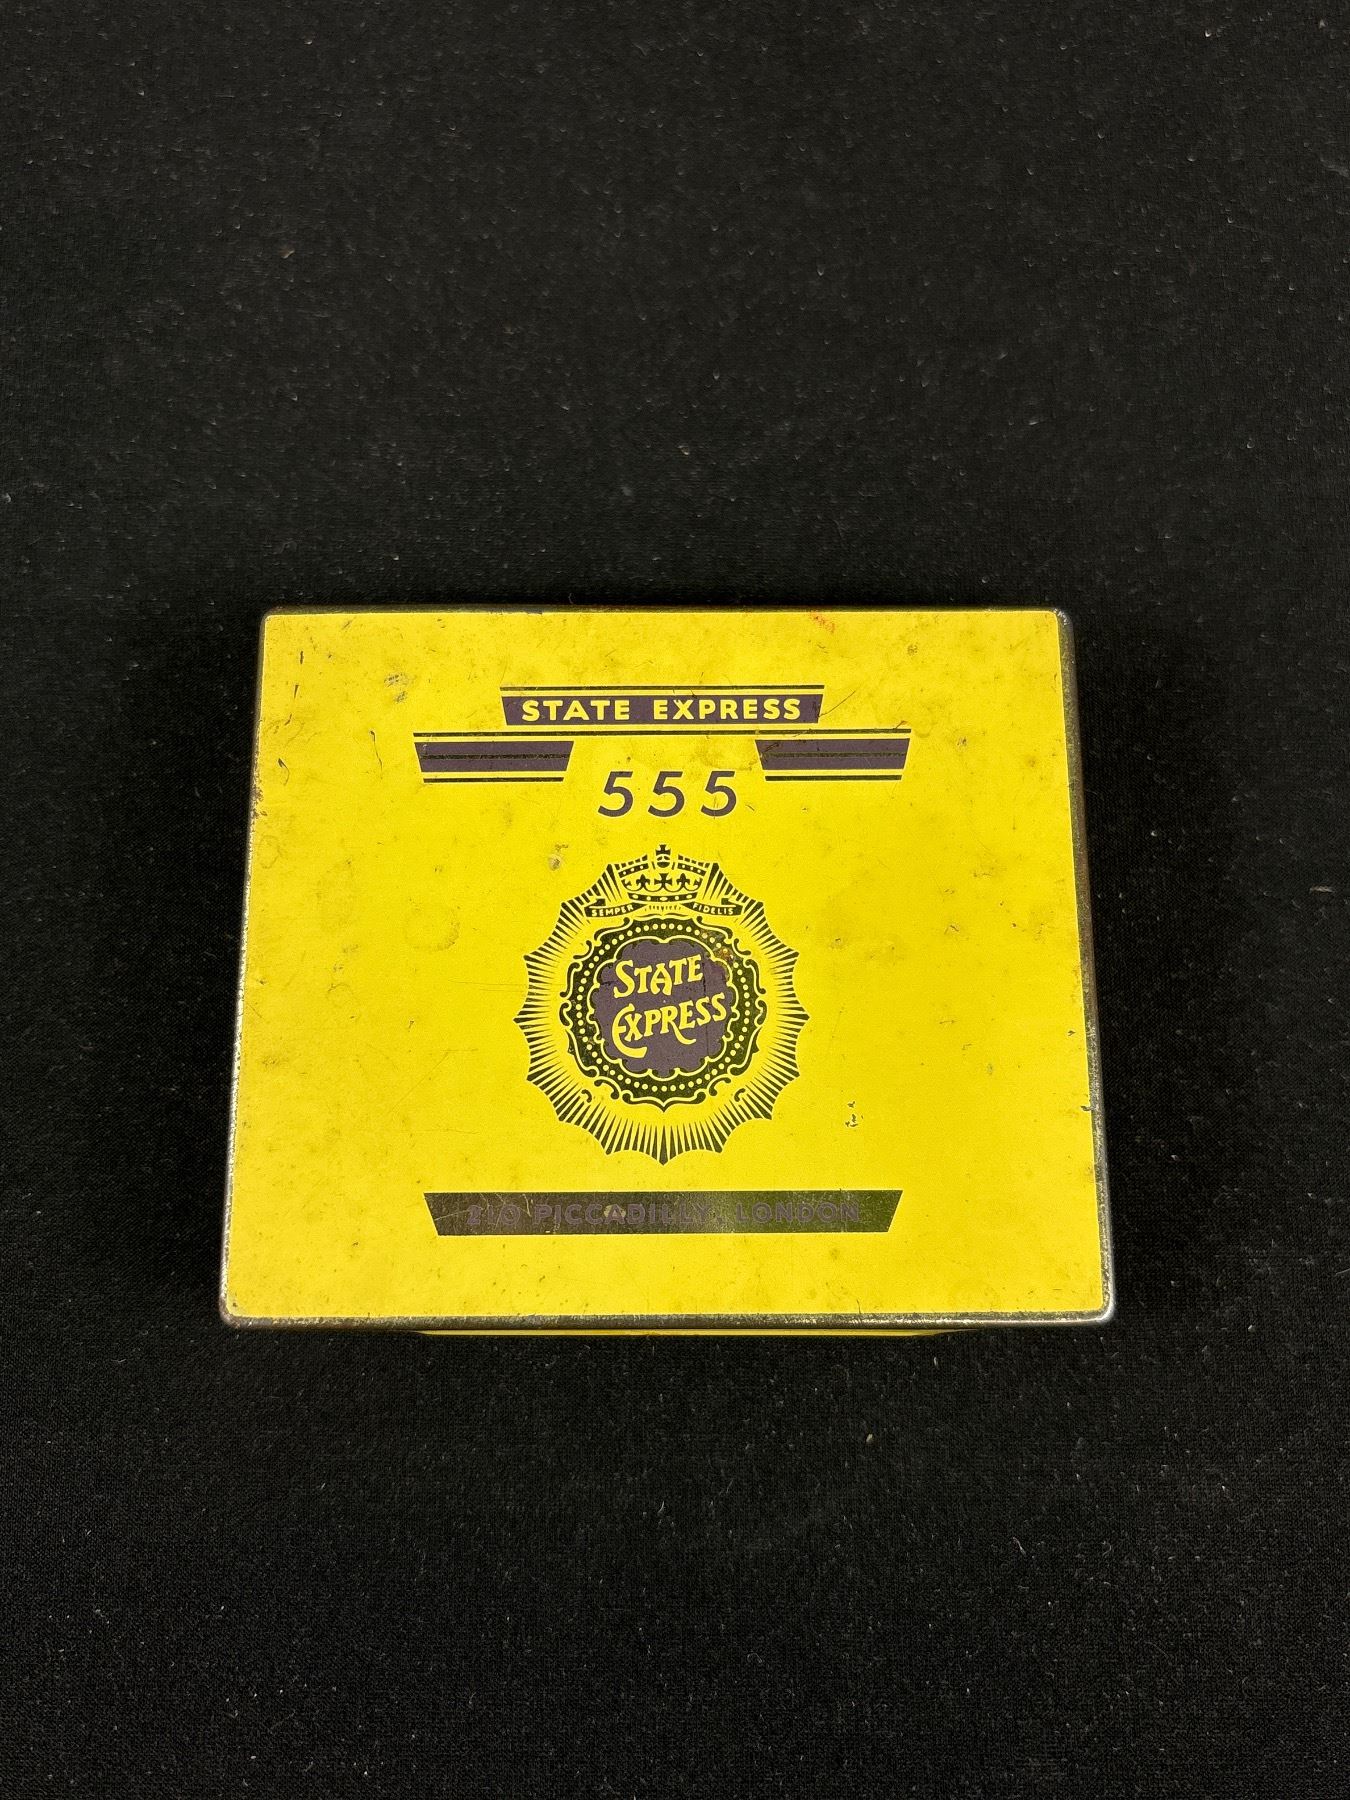 STATE EXPRESS
555
SEMPER FIDELIS
STATE
EXPRESS
210 PICCADILLY, LONDON